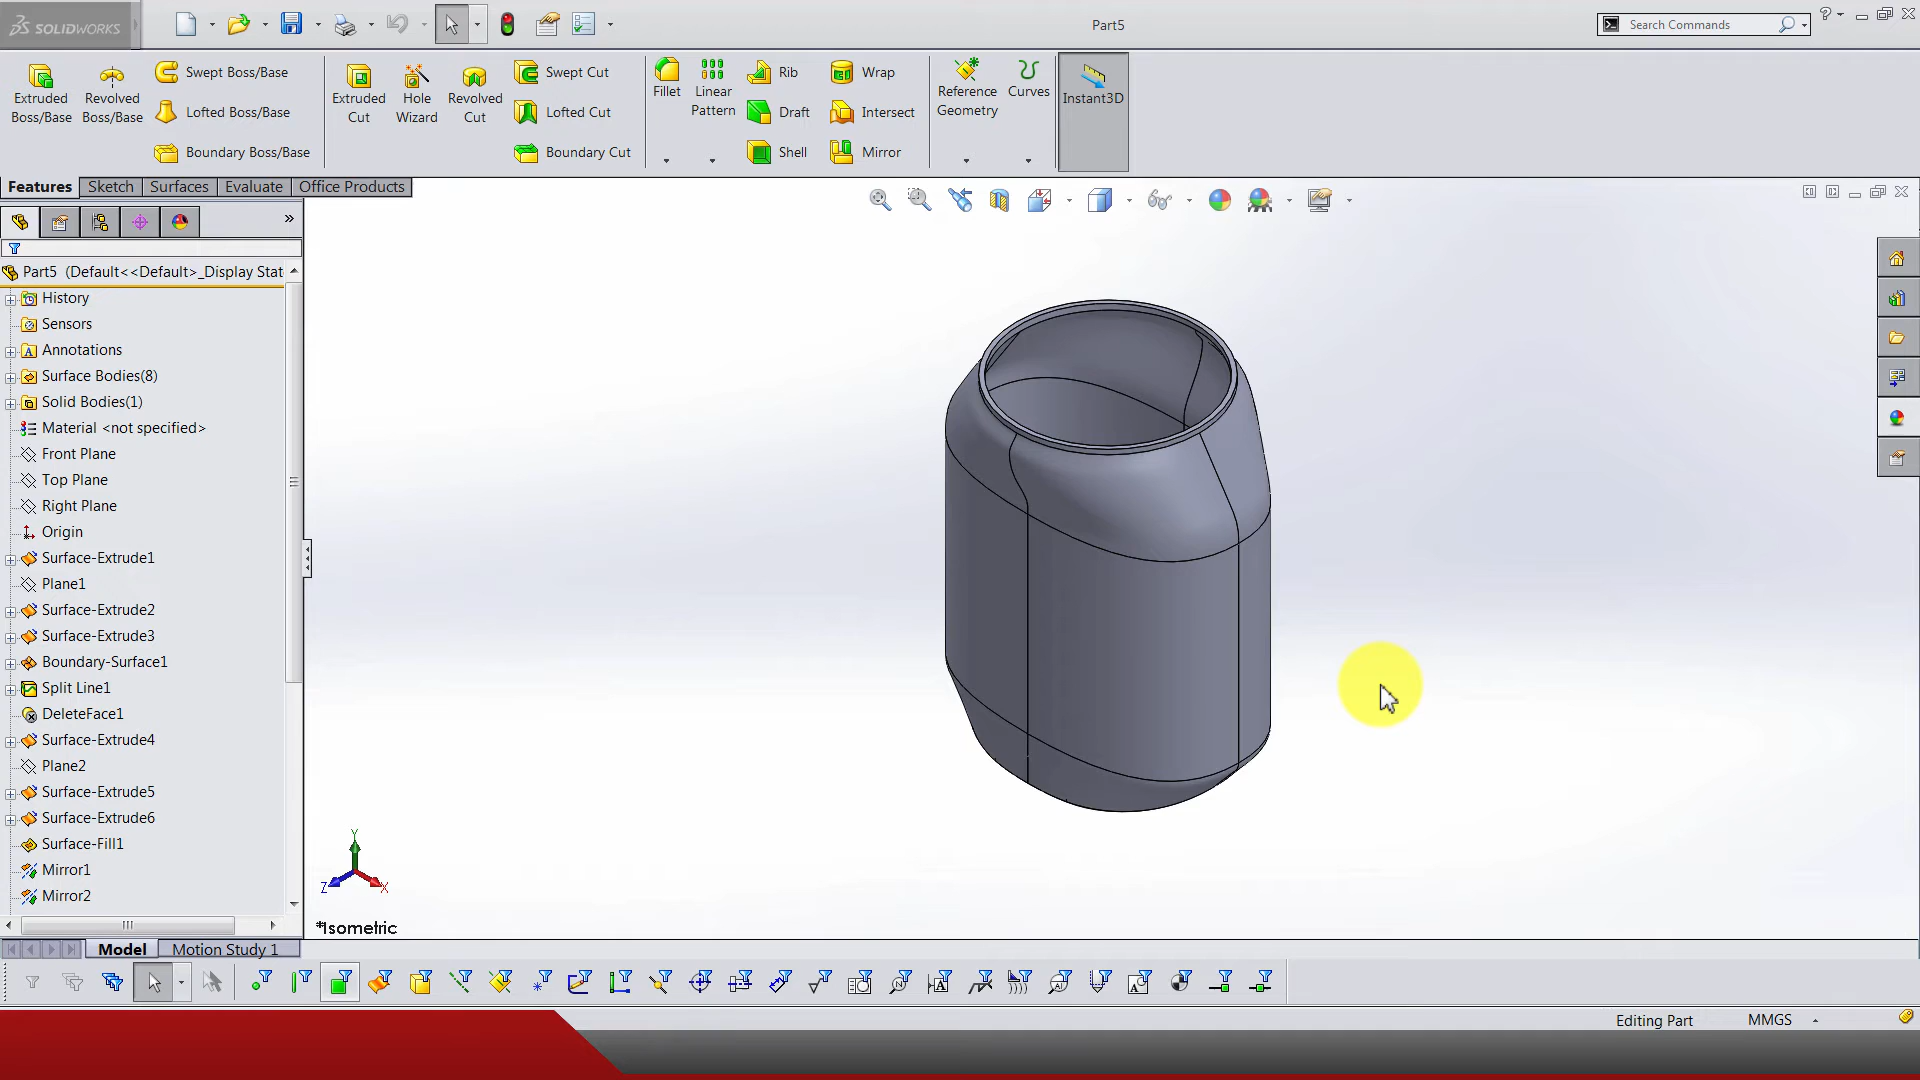 SOLIDWORKS
Part5
Search Commands
?
Extruded Boss/Base
Revolved Boss/Base
Swept Boss/Base
Lofted Boss/Base
Boundary Boss/Base
Extruded Cut
Hole Wizard
Revolved Cut
Swept Cut
Lofted Cut
Boundary Cut
Fillet
Linear Pattern
Rib
Draft
Shell
Wrap
Intersect
Mirror
Reference Geometry
Curves
Instant3D
Features
Sketch
Surfaces
Evaluate
Office Products
Part5 (Default<<Default>_Display Stat
History
Sensors
Annotations
Surface Bodies(8)
Solid Bodies(1)
Material <not specified>
Front Plane
Top Plane
Right Plane
Origin
Surface-Extrude1
Plane1
Surface-Extrude2
Surface-Extrude3
Boundary-Surface1
Split Line1
DeleteFace1
Surface-Extrude4
Plane2
Surface-Extrude5
Surface-Extrude6
Surface-Fill1
Mirror1
Mirror2
Y
Z
X
*Isometric
Model
Motion Study 1
Editing Part
MMGS